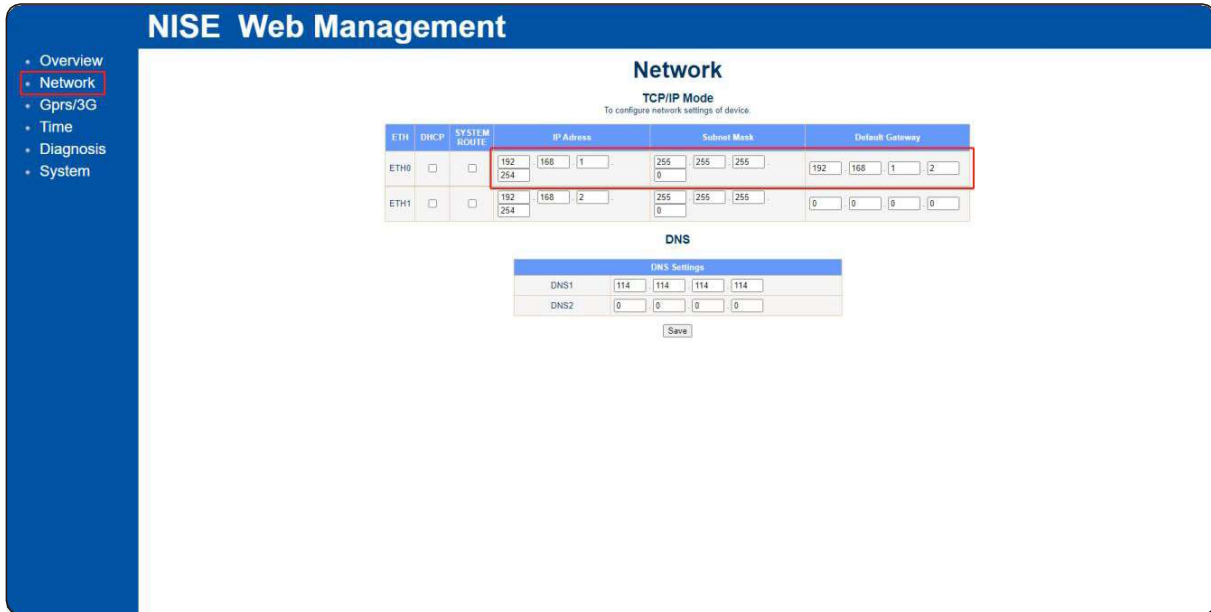 NISE Web Management
Overview
Network
Gprs/3G
Time
Diagnosis
System
Network
TCP/IP Mode
To configure network settings of device.
ETH DHCP SYSTEM ROUTE IP Adress Subnet Mask Default Gateway
ETH0 192 . 168 . 1 . 254 255 . 255 . 255 . 0 192 . 168 . 1 . 2
ETH1 192 . 168 . 2 . 254 255 . 255 . 255 . 0 0 . 0 . 0 . 0
DNS
DNS Settings
DNS1 114 . 114 . 114 . 114
DNS2 0 . 0 . 0 . 0
Save